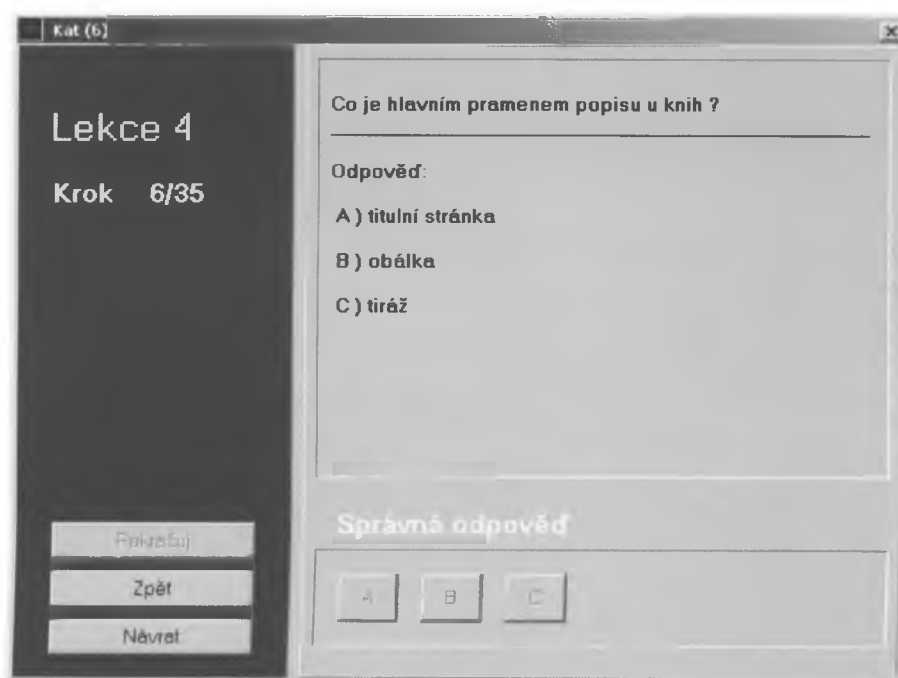 Kat (6)
Lekce 4
Krok 6/35
Co je hlavním pramenem popisu u knih ?
Odpověď:
A ) titulní stránka
B ) obálka
C ) tiráž
Správná odpověď
A B C
Pokračuj
Zpět
Návrat